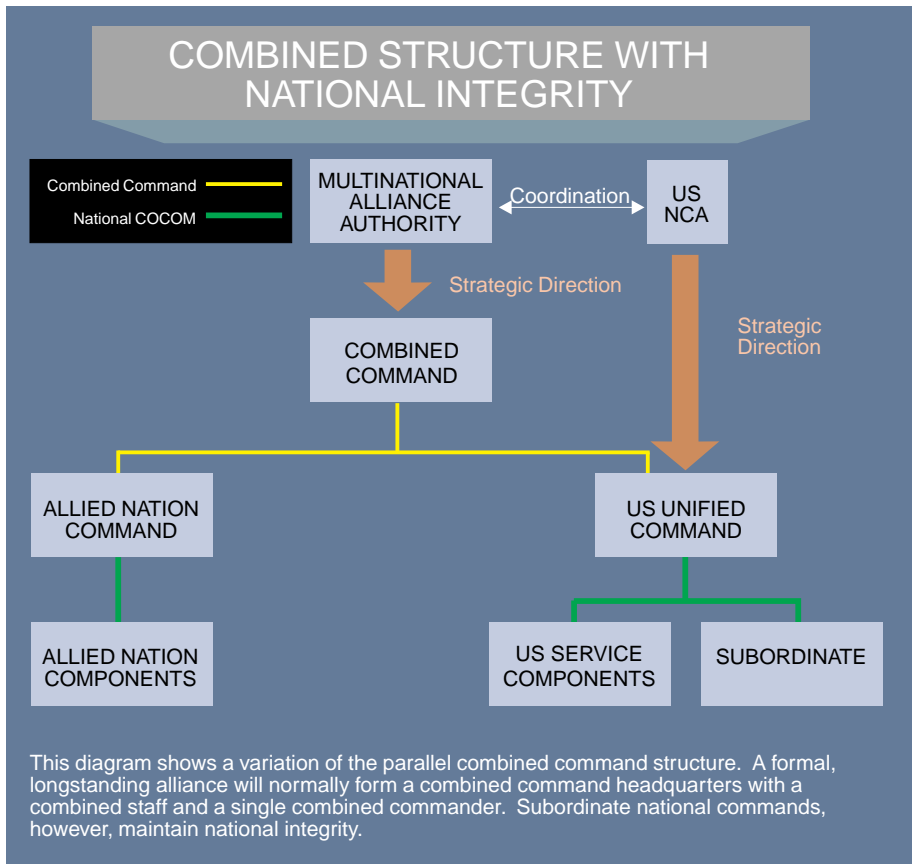 COMBINED STRUCTURE WITH
NATIONAL INTEGRITY
Combined Command
National COCOM
MULTINATIONAL
ALLIANCE
AUTHORITY
Coordination
US
NCA
Strategic Direction
Strategic
Direction
COMBINED
COMMAND
ALLIED NATION
COMMAND
US UNIFIED
COMMAND
ALLIED NATION
COMPONENTS
US SERVICE
COMPONENTS
SUBORDINATE
This diagram shows a variation of the parallel combined command structure.  A formal,
longstanding alliance will normally form a combined command headquarters with a
combined staff and a single combined commander.  Subordinate national commands,
however, maintain national integrity.